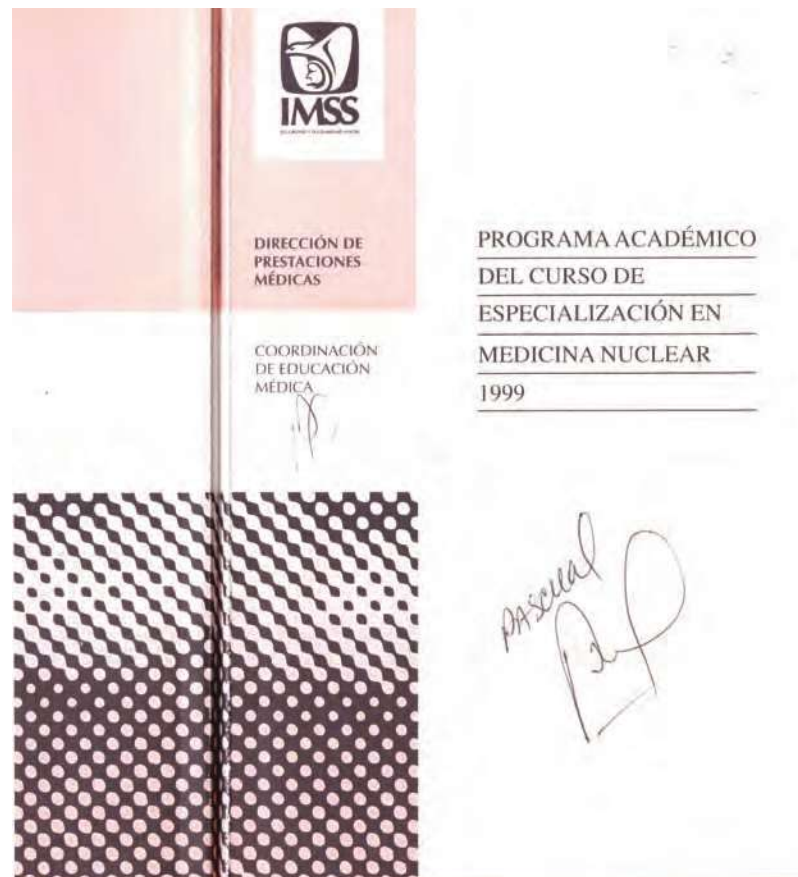 IMSS
DIRECCIÓN DE
PRESTACIONES
MÉDICAS
COORDINACIÓN
DE EDUCACIÓN
MÉDICA
PROGRAMA ACADÉMICO
DEL CURSO DE
ESPECIALIZACIÓN EN
MEDICINA NUCLEAR
1999
PASCUAL